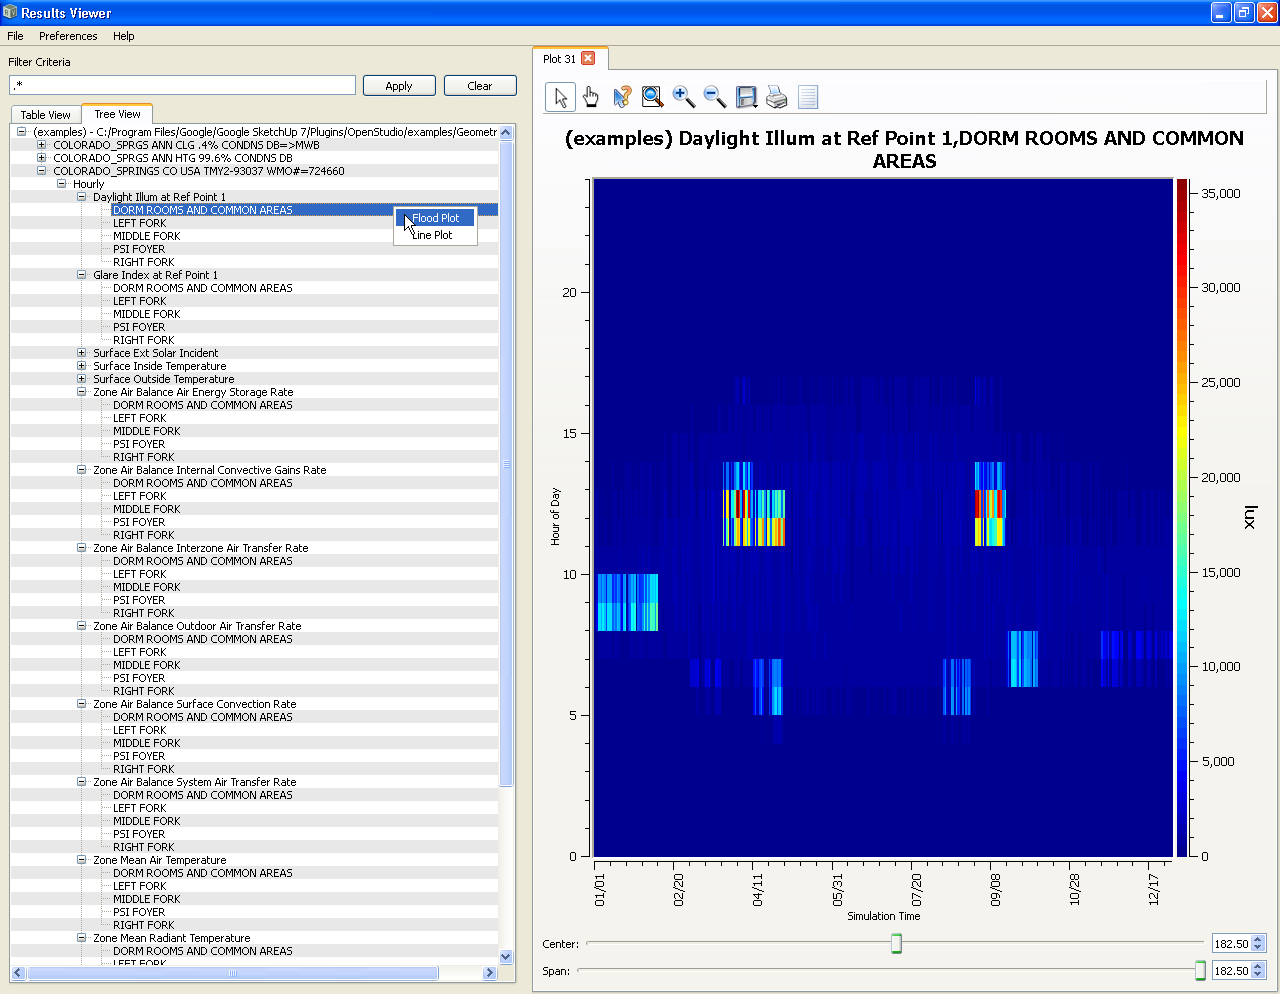 Results Viewer
File Preferences Help
Filter Criteria
.*
Apply
Clear
Table View
Tree View
(examples) - C:/Program Files/Google/Google SketchUp 7/Plugins/OpenStudio/examples/Geometr
COLORADO_SPRGS ANN CLG .4% CONDNS DB=>MWB
COLORADO_SPRGS ANN HTG 99.6% CONDNS DB
COLORADO_SPRINGS CO USA TMY2-93037 WMO#=724660
Hourly
Daylight Illum at Ref Point 1
DORM ROOMS AND COMMON AREAS
LEFT FORK
MIDDLE FORK
PSI FOYER
RIGHT FORK
Flood Plot
Line Plot
Glare Index at Ref Point 1
DORM ROOMS AND COMMON AREAS
LEFT FORK
MIDDLE FORK
PSI FOYER
RIGHT FORK
Surface Ext Solar Incident
Surface Inside Temperature
Surface Outside Temperature
Zone Air Balance Air Energy Storage Rate
DORM ROOMS AND COMMON AREAS
LEFT FORK
MIDDLE FORK
PSI FOYER
RIGHT FORK
Zone Air Balance Internal Convective Gains Rate
DORM ROOMS AND COMMON AREAS
LEFT FORK
MIDDLE FORK
PSI FOYER
RIGHT FORK
Zone Air Balance Interzone Air Transfer Rate
DORM ROOMS AND COMMON AREAS
LEFT FORK
MIDDLE FORK
PSI FOYER
RIGHT FORK
Zone Air Balance Outdoor Air Transfer Rate
DORM ROOMS AND COMMON AREAS
LEFT FORK
MIDDLE FORK
PSI FOYER
RIGHT FORK
Zone Air Balance Surface Convection Rate
DORM ROOMS AND COMMON AREAS
LEFT FORK
MIDDLE FORK
PSI FOYER
RIGHT FORK
Zone Air Balance System Air Transfer Rate
DORM ROOMS AND COMMON AREAS
LEFT FORK
MIDDLE FORK
PSI FOYER
RIGHT FORK
Zone Mean Air Temperature
DORM ROOMS AND COMMON AREAS
LEFT FORK
MIDDLE FORK
PSI FOYER
RIGHT FORK
Zone Mean Radiant Temperature
DORM ROOMS AND COMMON AREAS
LEFT FORK
Plot 31
(examples) Daylight Illum at Ref Point 1,DORM ROOMS AND COMMON
AREAS
Hour of Day
20
15
10
5
0
01/01
02/20
04/11
05/31
07/20
09/08
10/28
12/17
Simulation Time
35,000
30,000
25,000
20,000
15,000
10,000
5,000
0
lux
Center:
182.50
Span:
182.50